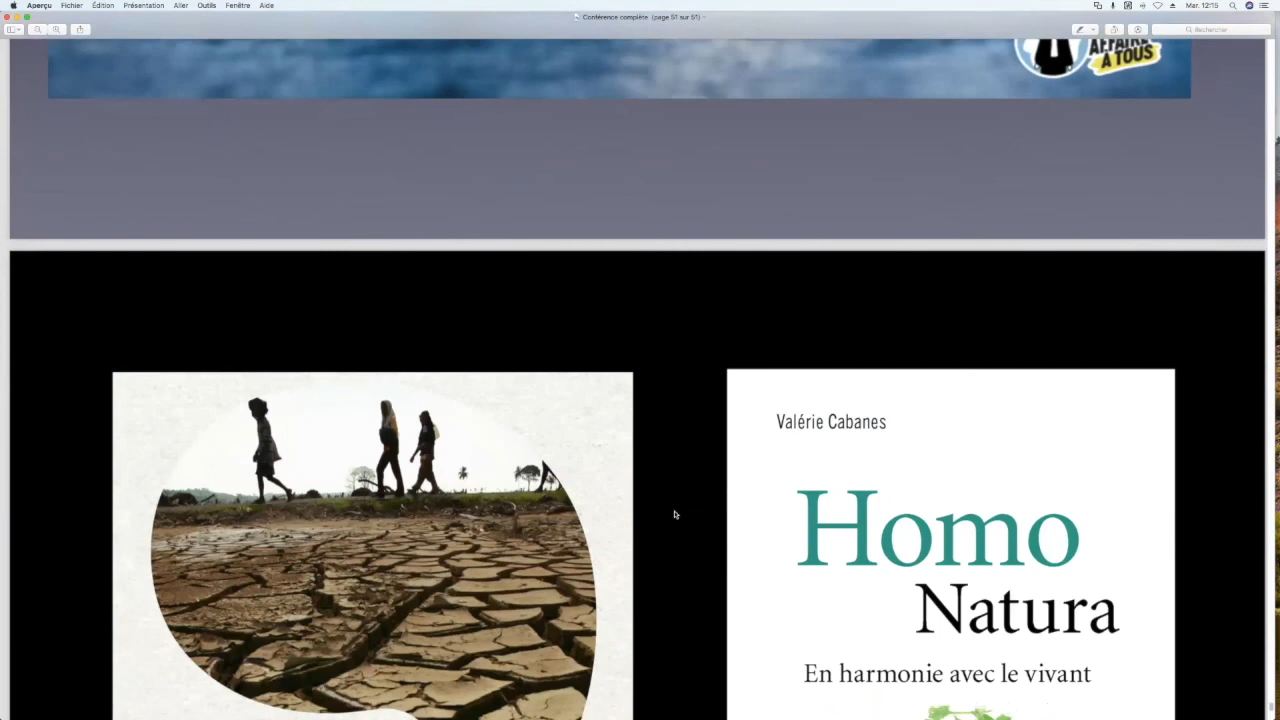 Aperçu Fichier Édition Présentation Aller Outils Fenêtre Aide Mar. 12:15
Conférence complète (page 51 sur 51)
Rechercher
AFFAIRE
À TOUS
Valérie Cabanes
Homo
Natura
En harmonie avec le vivant